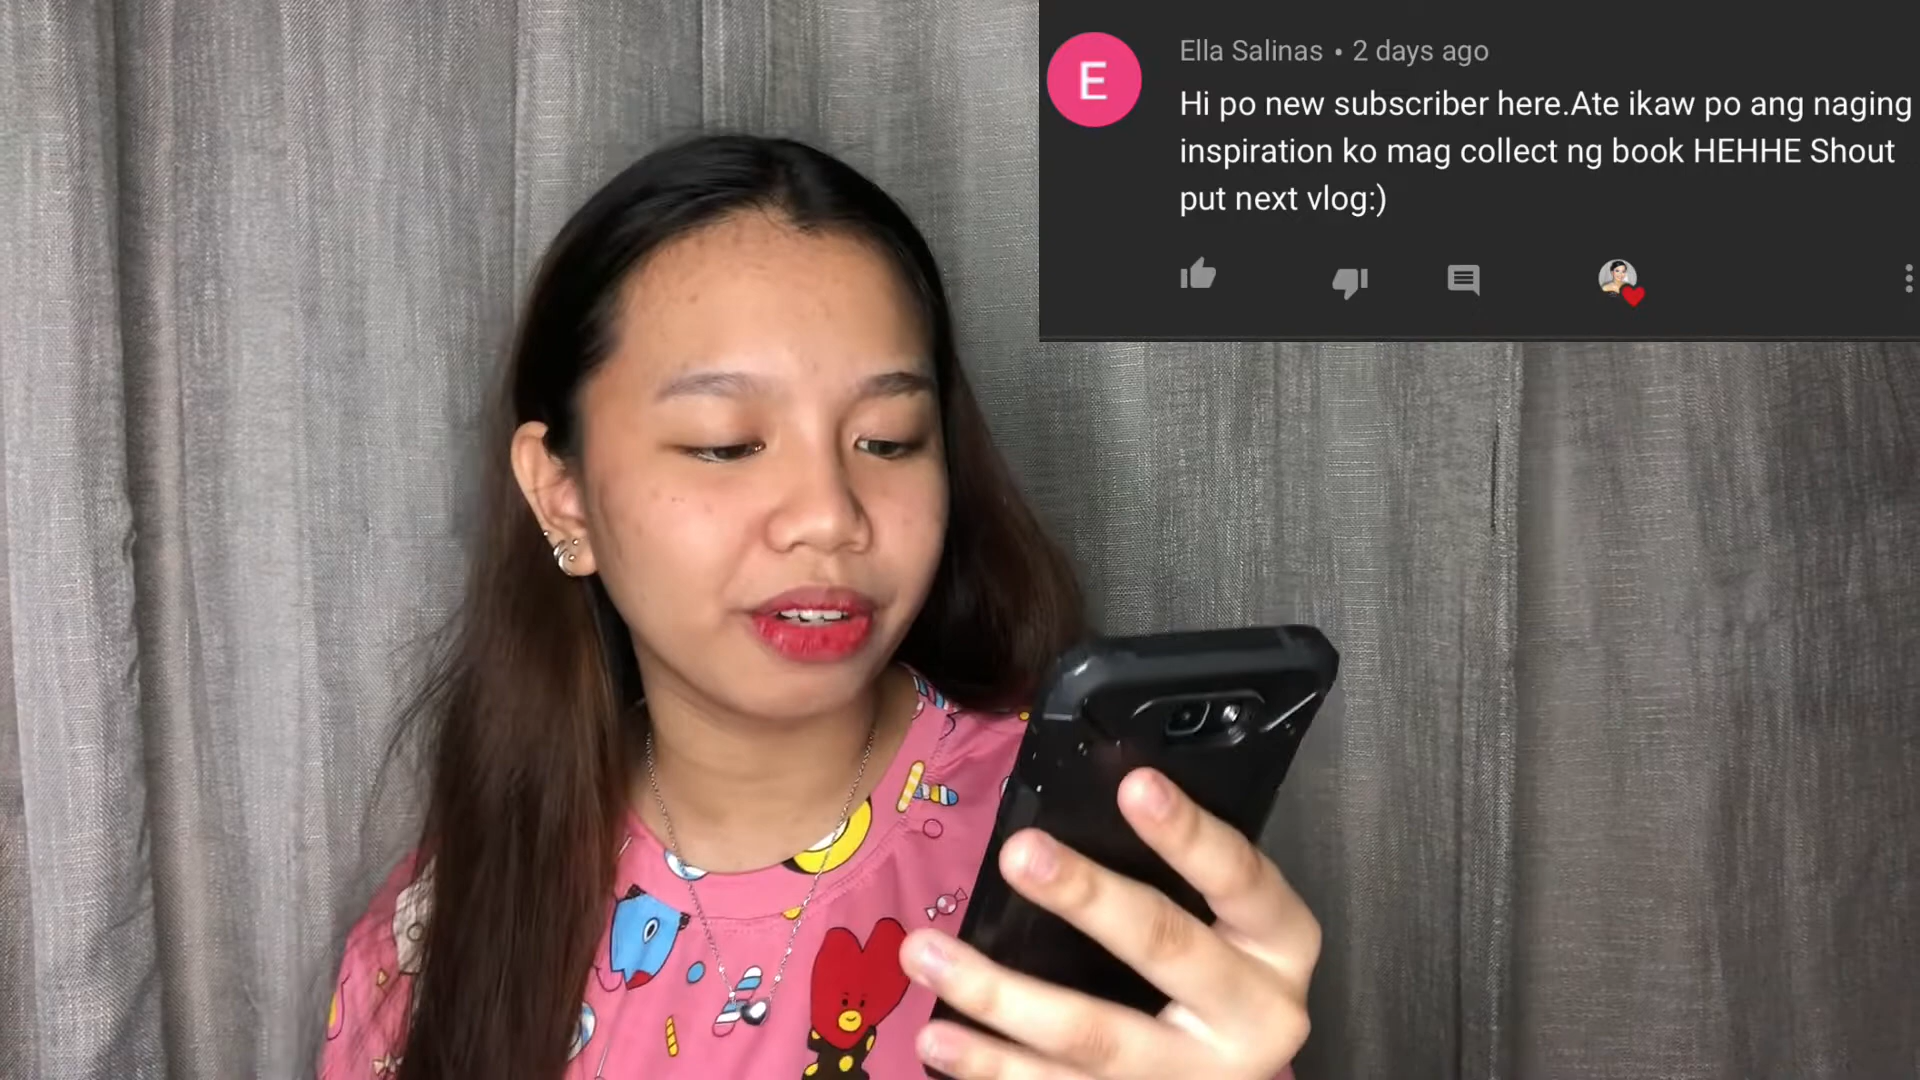 E
Ella Salinas • 2 days ago
Hi po new subscriber here.Ate ikaw po ang naging
inspiration ko mag collect ng book HEHHE Shout
put next vlog:)